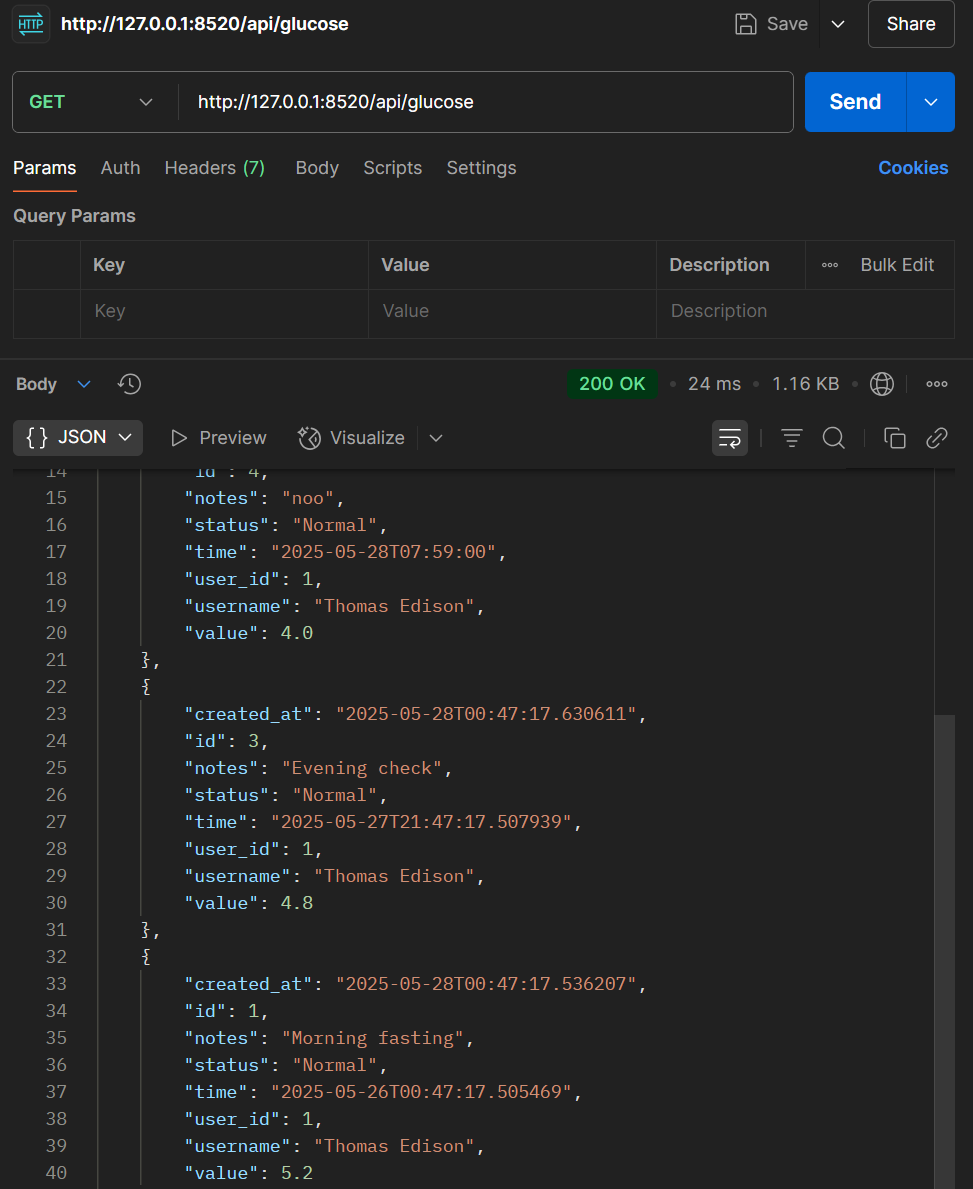 HTTP http://127.0.0.1:8520/api/glucose Save Share
GET http://127.0.0.1:8520/api/glucose Send
Params Auth Headers (7) Body Scripts Settings Cookies
Query Params
Key Value Description Bulk Edit
Key Value Description
Body 200 OK 24 ms 1.16 KB
{} JSON Preview Visualize
14 "id": 4,
15 "notes": "noo",
16 "status": "Normal",
17 "time": "2025-05-28T07:59:00",
18 "user_id": 1,
19 "username": "Thomas Edison",
20 "value": 4.0
21 },
22 {
23 "created_at": "2025-05-28T00:47:17.630611",
24 "id": 3,
25 "notes": "Evening check",
26 "status": "Normal",
27 "time": "2025-05-27T21:47:17.507939",
28 "user_id": 1,
29 "username": "Thomas Edison",
30 "value": 4.8
31 },
32 {
33 "created_at": "2025-05-28T00:47:17.536207",
34 "id": 1,
35 "notes": "Morning fasting",
36 "status": "Normal",
37 "time": "2025-05-26T00:47:17.505469",
38 "user_id": 1,
39 "username": "Thomas Edison",
40 "value": 5.2